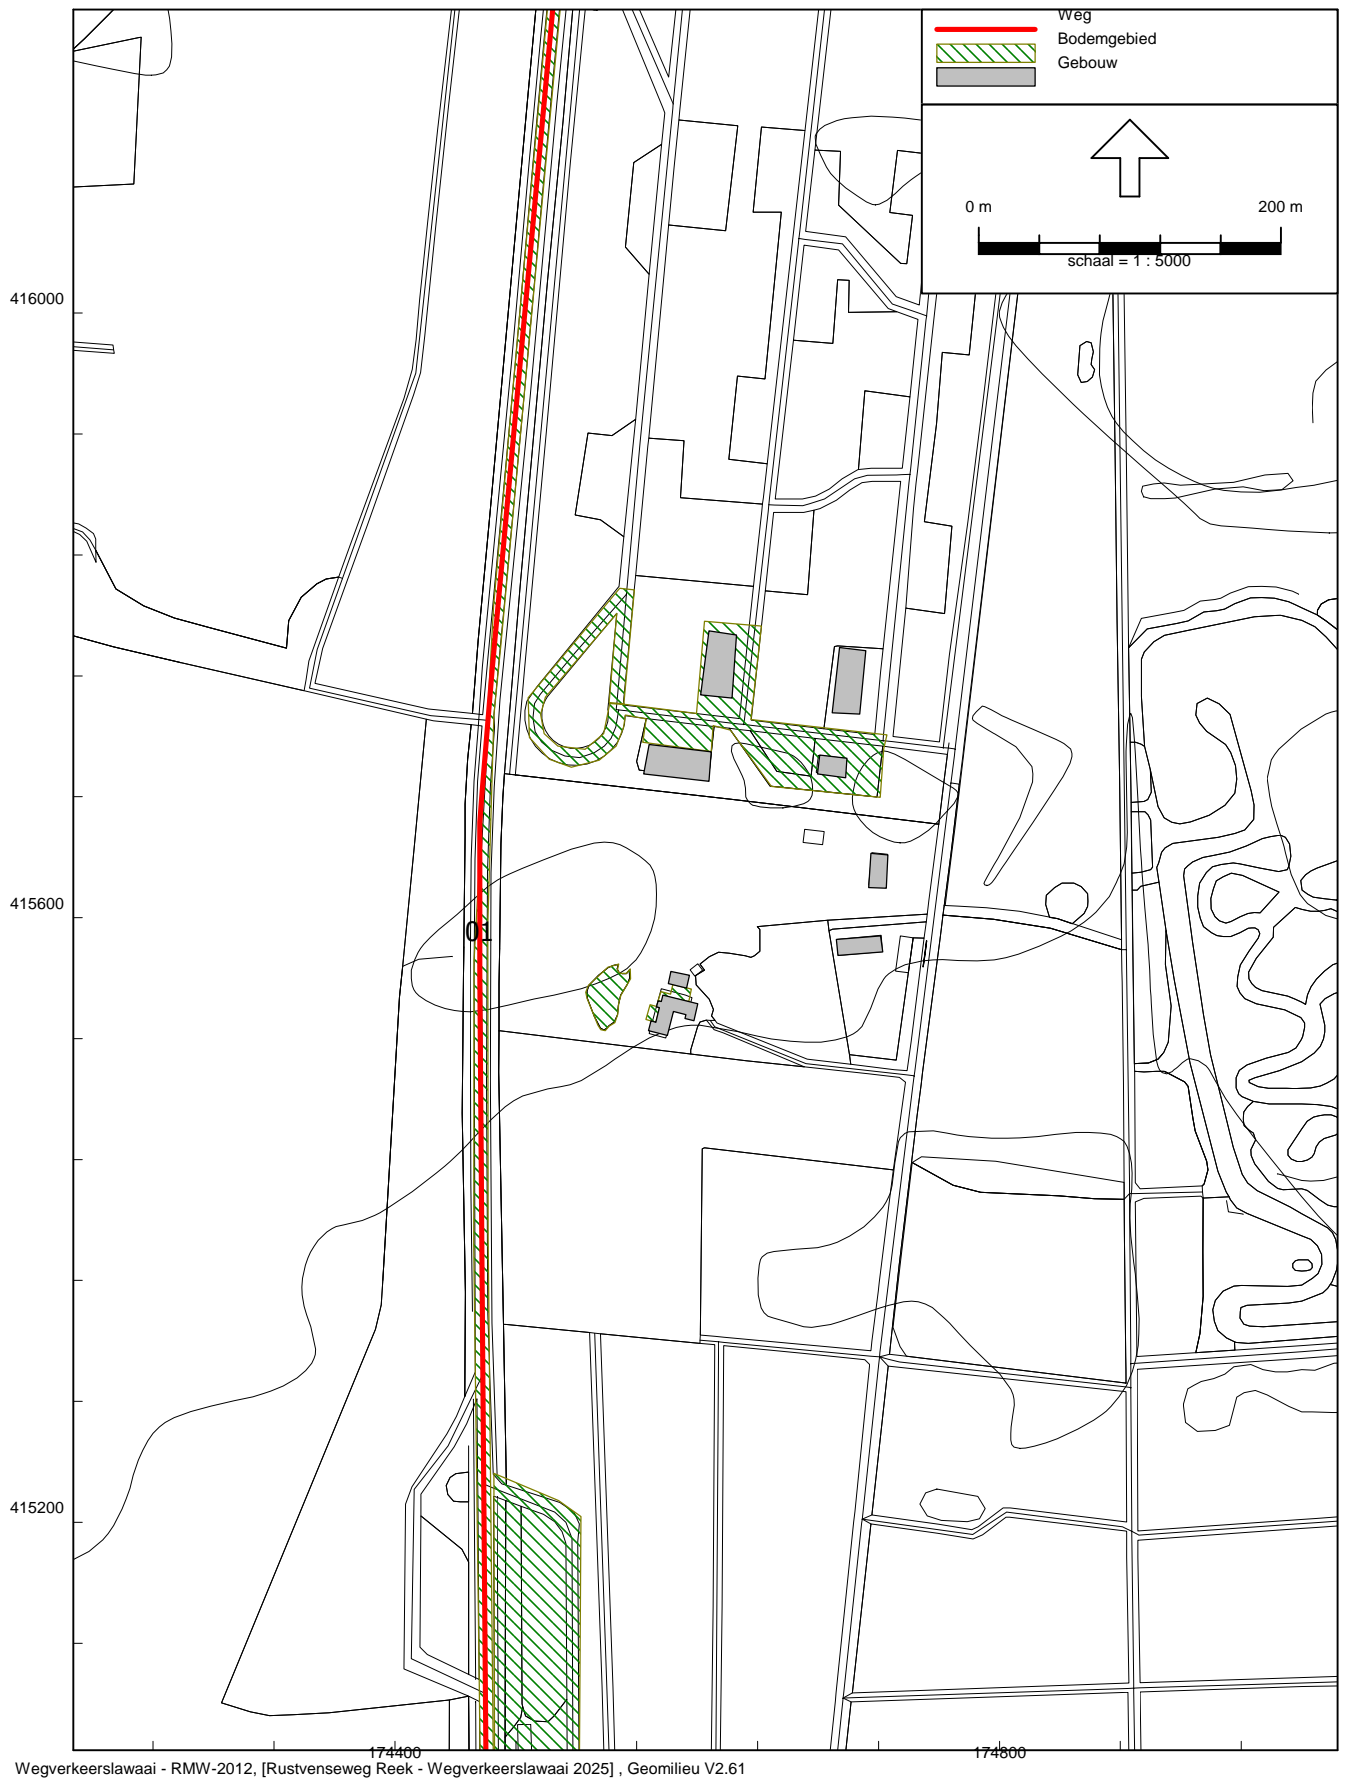 Weg
Bodemgebied
Gebouw
0 m
200 m
schaal = 1 : 5000
416000
415600
01
415200
174400
174800
Wegverkeerslawaai - RMW-2012, [Rustvenseweg Reek - Wegverkeerslawaai 2025] , Geomilieu V2.61